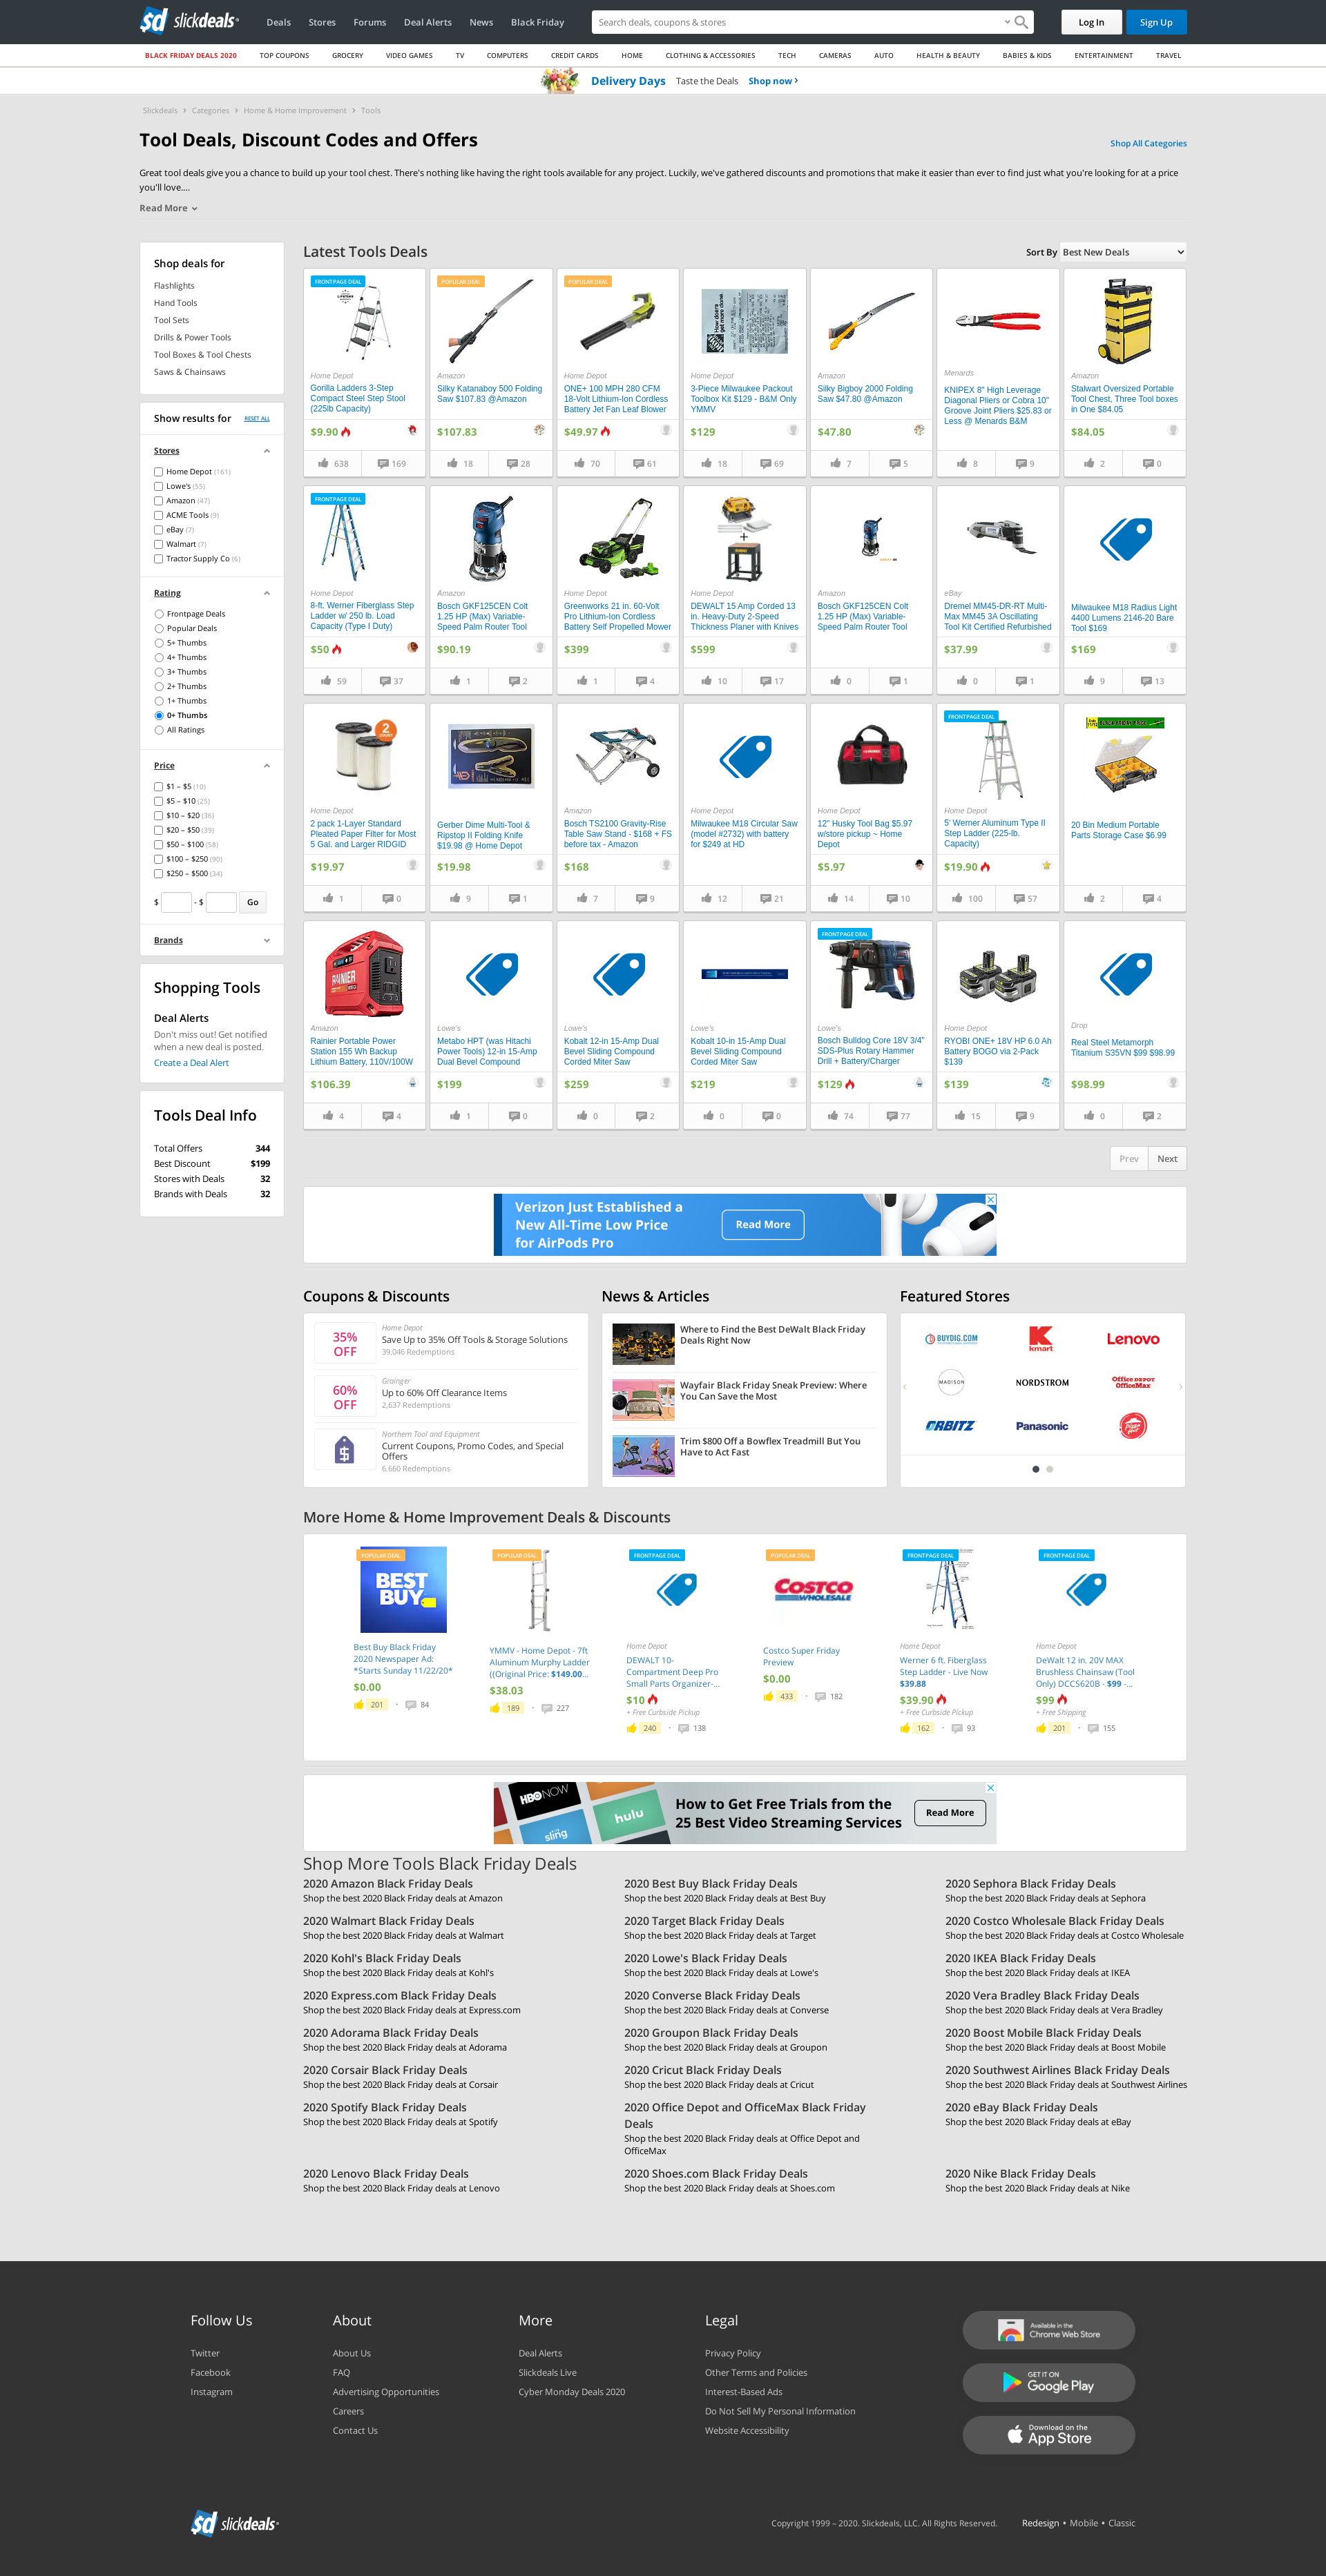 slickdeals
Deals
Stores
Forums
Deal Alerts
News
Black Friday
Search deals, coupons & stores
Log In
Sign Up
BLACK FRIDAY DEALS 2020
TOP COUPONS
GROCERY
VIDEO GAMES
TV
COMPUTERS
CREDIT CARDS
HOME
CLOTHING & ACCESSORIES
TECH
CAMERAS
AUTO
HEALTH & BEAUTY
BABIES & KIDS
ENTERTAINMENT
TRAVEL
Delivery Days Taste the Deals Shop now
Slickdeals > Categories > Home & Home Improvement > Tools
Tool Deals, Discount Codes and Offers
Shop All Categories
Great tool deals give you a chance to build up your tool chest. There's nothing like having the right tools available for any project. Luckily, we've gathered discounts and promotions that make it easier than ever to find just what you're looking for at a price
you'll love....
Read More
Shop deals for
Flashlights
Hand Tools
Tool Sets
Drills & Power Tools
Tool Boxes & Tool Chests
Saws & Chainsaws
Show results for RESET ALL
Stores
Home Depot (161)
Lowe's (55)
Amazon (47)
ACME Tools (9)
eBay (7)
Walmart (7)
Tractor Supply Co (6)
Rating
Frontpage Deals
Popular Deals
5+ Thumbs
4+ Thumbs
3+ Thumbs
2+ Thumbs
1+ Thumbs
0+ Thumbs
All Ratings
Price
$1 – $5 (10)
$5 – $10 (25)
$10 – $20 (36)
$20 – $50 (39)
$50 – $100 (58)
$100 – $250 (90)
$250 – $500 (34)
$ - $ Go
Brands
Shopping Tools
Deal Alerts
Don't miss out! Get notified
when a new deal is posted.
Create a Deal Alert
Tools Deal Info
Total Offers 344
Best Discount $199
Stores with Deals 32
Brands with Deals 32
Latest Tools Deals
Sort By Best New Deals
FRONTPAGE DEAL
Home Depot
Gorilla Ladders 3-Step
Compact Steel Step Stool
(225lb Capacity)
$9.90
638 169
POPULAR DEAL
Amazon
Silky Katanaboy 500 Folding
Saw $107.83 @Amazon
$107.83
18 28
POPULAR DEAL
Home Depot
ONE+ 100 MPH 280 CFM
18-Volt Lithium-Ion Cordless
Battery Jet Fan Leaf Blower
$49.97
70 61
Home Depot
3-Piece Milwaukee Packout
Toolbox Kit $129 - B&M Only
YMMV
$129
18 69
Amazon
Silky Bigboy 2000 Folding
Saw $47.80 @Amazon
$47.80
7 5
Menards
KNIPEX 8" High Leverage
Diagonal Pliers or Cobra 10"
Groove Joint Pliers $25.83 or
Less @ Menards B&M
8 9
Amazon
Stalwart Oversized Portable
Tool Chest, Three Tool boxes
in One $84.05
$84.05
2 0
FRONTPAGE DEAL
Home Depot
8-ft. Werner Fiberglass Step
Ladder w/ 250 lb. Load
Capacity (Type I Duty)
$50
59 37
Amazon
Bosch GKF125CEN Colt
1.25 HP (Max) Variable-
Speed Palm Router Tool
$90.19
1 2
Home Depot
Greenworks 21 in. 60-Volt
Pro Lithium-Ion Cordless
Battery Self Propelled Mower
$399
1 4
Home Depot
DEWALT 15 Amp Corded 13
in. Heavy-Duty 2-Speed
Thickness Planer with Knives
$599
10 17
Amazon
Bosch GKF125CEN Colt
1.25 HP (Max) Variable-
Speed Palm Router Tool
0 1
eBay
Dremel MM45-DR-RT Multi-
Max MM45 3A Oscillating
Tool Kit Certified Refurbished
$37.99
0 1
Milwaukee M18 Radius Light
4400 Lumens 2146-20 Bare
Tool $169
$169
9 13
2
Home Depot
2 pack 1-Layer Standard
Pleated Paper Filter for Most
5 Gal. and Larger RIDGID
$19.97
1 0
Gerber Dime Multi-Tool &
Ripstop II Folding Knife
$19.98 @ Home Depot
$19.98
9 1
Amazon
Bosch TS2100 Gravity-Rise
Table Saw Stand - $168 + FS
before tax - Amazon
$168
7 9
Home Depot
Milwaukee M18 Circular Saw
(model #2732) with battery
for $249 at HD
12 21
Home Depot
12" Husky Tool Bag $5.97
w/store pickup ~ Home
Depot
$5.97
14 10
FRONTPAGE DEAL
Home Depot
5' Werner Aluminum Type II
Step Ladder (225-lb.
Capacity)
$19.90
100 57
20 Bin Medium Portable
Parts Storage Case $6.99
2 4
RAINIER
Amazon
Rainier Portable Power
Station 155 Wh Backup
Lithium Battery, 110V/100W
$106.39
4 4
Lowe's
Metabo HPT (was Hitachi
Power Tools) 12-in 15-Amp
Dual Bevel Compound
$199
1 0
Lowe's
Kobalt 12-in 15-Amp Dual
Bevel Sliding Compound
Corded Miter Saw
$259
0 2
Lowe's
Kobalt 10-in 15-Amp Dual
Bevel Sliding Compound
Corded Miter Saw
$219
0 0
FRONTPAGE DEAL
Lowe's
Bosch Bulldog Core 18V 3/4"
SDS-Plus Rotary Hammer
Drill + Battery/Charger
$129
74 77
Home Depot
RYOBI ONE+ 18V HP 6.0 Ah
Battery BOGO via 2-Pack
$139
$139
15 9
Drop
Real Steel Metamorph
Titanium S35VN $99 $98.99
$98.99
0 2
Prev Next
Verizon Just Established a
New All-Time Low Price
for AirPods Pro
Read More
Coupons & Discounts
35%
OFF
Home Depot
Save Up to 35% Off Tools & Storage Solutions
39,046 Redemptions
60%
OFF
Grainger
Up to 60% Off Clearance Items
2,637 Redemptions
Northern Tool and Equipment
Current Coupons, Promo Codes, and Special
Offers
6,660 Redemptions
News & Articles
Where to Find the Best DeWalt Black Friday
Deals Right Now
Wayfair Black Friday Sneak Preview: Where
You Can Save the Most
Trim $800 Off a Bowflex Treadmill But You
Have to Act Fast
Featured Stores
BUYDIG.COM
kmart
Lenovo
MADISON
NORDSTROM
Office DEPOT
OfficeMax
ORBITZ
Panasonic
Pizza Hut
More Home & Home Improvement Deals & Discounts
POPULAR DEAL
BEST
BUY
Best Buy Black Friday
2020 Newspaper Ad:
*Starts Sunday 11/22/20*
$0.00
201 · 84
POPULAR DEAL
YMMV - Home Depot - 7ft
Aluminum Murphy Ladder
((Original Price: $149.00...
$38.03
189 · 227
FRONTPAGE DEAL
Home Depot
DEWALT 10-
Compartment Deep Pro
Small Parts Organizer-...
$10
+ Free Curbside Pickup
240 · 138
POPULAR DEAL
COSTCO
WHOLESALE
Costco Super Friday
Preview
$0.00
433 · 182
FRONTPAGE DEAL
Home Depot
Werner 6 ft. Fiberglass
Step Ladder - Live Now
$39.88
$39.90
+ Free Curbside Pickup
162 · 93
FRONTPAGE DEAL
Home Depot
DeWalt 12 in. 20V MAX
Brushless Chainsaw (Tool
Only) DCCS620B - $99 -...
$99
+ Free Shipping
201 · 155
HBO NOW
hulu
sling
How to Get Free Trials from the
25 Best Video Streaming Services
Read More
Shop More Tools Black Friday Deals
2020 Amazon Black Friday Deals
Shop the best 2020 Black Friday deals at Amazon
2020 Best Buy Black Friday Deals
Shop the best 2020 Black Friday deals at Best Buy
2020 Sephora Black Friday Deals
Shop the best 2020 Black Friday deals at Sephora
2020 Walmart Black Friday Deals
Shop the best 2020 Black Friday deals at Walmart
2020 Target Black Friday Deals
Shop the best 2020 Black Friday deals at Target
2020 Costco Wholesale Black Friday Deals
Shop the best 2020 Black Friday deals at Costco Wholesale
2020 Kohl's Black Friday Deals
Shop the best 2020 Black Friday deals at Kohl's
2020 Lowe's Black Friday Deals
Shop the best 2020 Black Friday deals at Lowe's
2020 IKEA Black Friday Deals
Shop the best 2020 Black Friday deals at IKEA
2020 Express.com Black Friday Deals
Shop the best 2020 Black Friday deals at Express.com
2020 Converse Black Friday Deals
Shop the best 2020 Black Friday deals at Converse
2020 Vera Bradley Black Friday Deals
Shop the best 2020 Black Friday deals at Vera Bradley
2020 Adorama Black Friday Deals
Shop the best 2020 Black Friday deals at Adorama
2020 Groupon Black Friday Deals
Shop the best 2020 Black Friday deals at Groupon
2020 Boost Mobile Black Friday Deals
Shop the best 2020 Black Friday deals at Boost Mobile
2020 Corsair Black Friday Deals
Shop the best 2020 Black Friday deals at Corsair
2020 Cricut Black Friday Deals
Shop the best 2020 Black Friday deals at Cricut
2020 Southwest Airlines Black Friday Deals
Shop the best 2020 Black Friday deals at Southwest Airlines
2020 Spotify Black Friday Deals
Shop the best 2020 Black Friday deals at Spotify
2020 Office Depot and OfficeMax Black Friday
Deals
Shop the best 2020 Black Friday deals at Office Depot and
OfficeMax
2020 eBay Black Friday Deals
Shop the best 2020 Black Friday deals at eBay
2020 Lenovo Black Friday Deals
Shop the best 2020 Black Friday deals at Lenovo
2020 Shoes.com Black Friday Deals
Shop the best 2020 Black Friday deals at Shoes.com
2020 Nike Black Friday Deals
Shop the best 2020 Black Friday deals at Nike
Follow Us
Twitter
Facebook
Instagram
About
About Us
FAQ
Advertising Opportunities
Careers
Contact Us
More
Deal Alerts
Slickdeals Live
Cyber Monday Deals 2020
Legal
Privacy Policy
Other Terms and Policies
Interest-Based Ads
Do Not Sell My Personal Information
Website Accessibility
Available in the
Chrome Web Store
GET IT ON
Google Play
Download on the
App Store
slickdeals
Copyright 1999 – 2020. Slickdeals, LLC. All Rights Reserved.
Redesign • Mobile • Classic